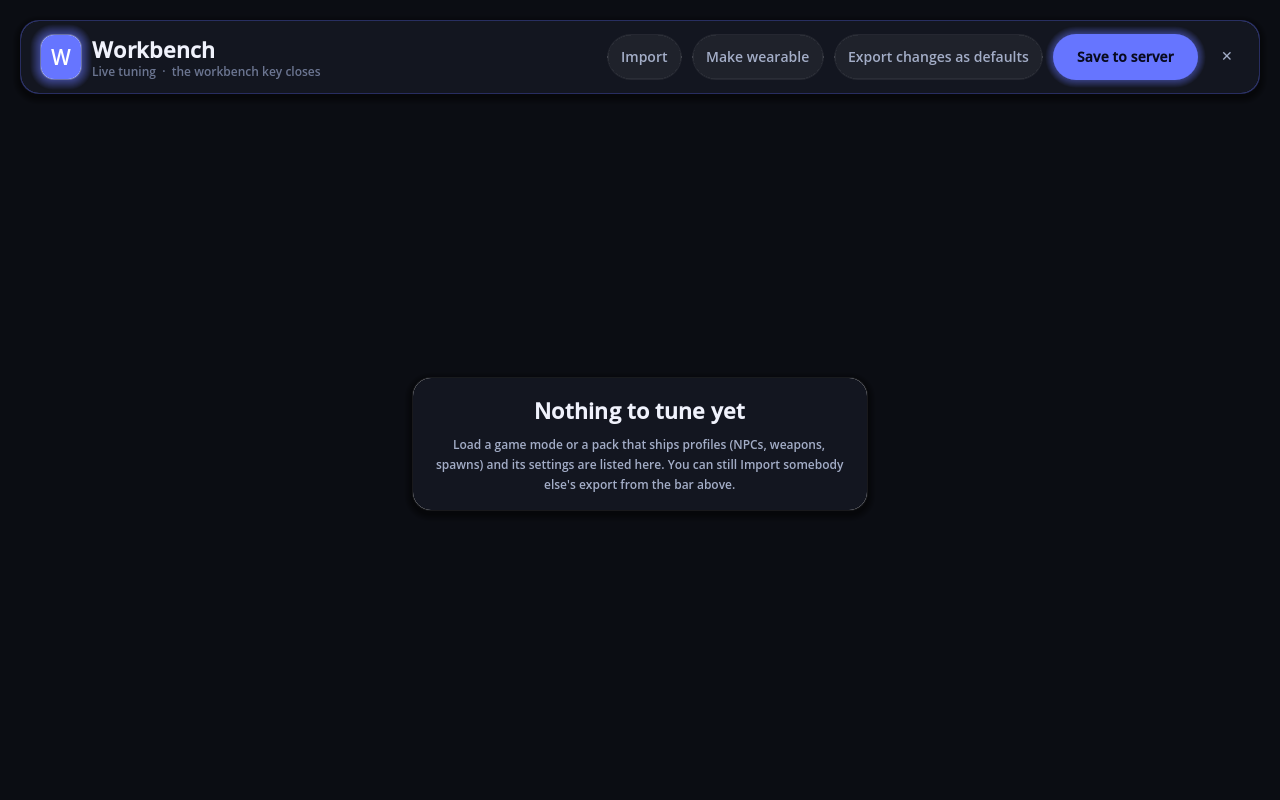 W
Workbench
Live tuning · the workbench key closes
Import
Make wearable
Export changes as defaults
Save to server
×
Nothing to tune yet
Load a game mode or a pack that ships profiles (NPCs, weapons,
spawns) and its settings are listed here. You can still Import somebody
else's export from the bar above.